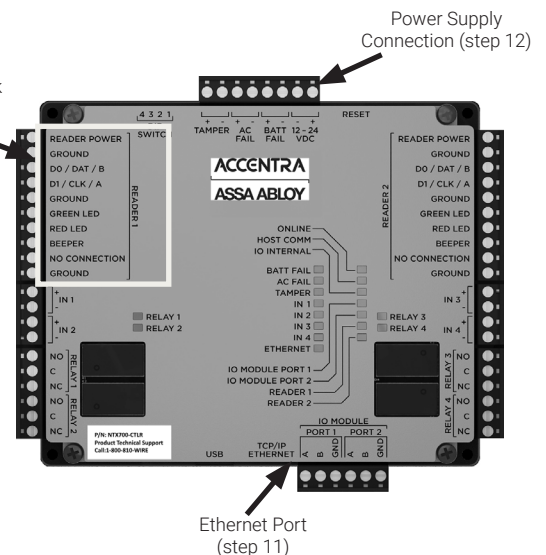 Power Supply
Connection (step 12)
k
4 3 2 1
SWITCH
+ - + - + - - +
TAMPER AC FAIL BATT FAIL 12-24 VDC
RESET
READER POWER
GROUND
D0 / DAT / B
D1 / CLK / A
GROUND
GREEN LED
RED LED
BEEPER
NO CONNECTION
GROUND
READER 1
ACCENTRA
ASSA ABLOY
READER 2
READER POWER
GROUND
D0 / DAT / B
D1 / CLK / A
GROUND
GREEN LED
RED LED
BEEPER
NO CONNECTION
GROUND
ONLINE
HOST COMM
IO INTERNAL
BATT FAIL
AC FAIL
TAMPER
IN 1
IN 2
IN 3
IN 4
ETHERNET
IO MODULE PORT 1
IO MODULE PORT 2
READER 1
READER 2
+ IN 1 -
+ IN 2 -
RELAY 1
RELAY 2
RELAY 3
RELAY 4
IN 3 + -
IN 4 + -
NO
C
NC
RELAY 1
NO
C
NC
RELAY 2
RELAY 3
NO
C
NC
RELAY 4
NO
C
NC
P/N: NTX700-CTLR
Product Technical Support
Call:1-800-810-WIRE
USB
TCP/IP
ETHERNET
IO MODULE
PORT 1 PORT 2
A B GND A B GND
Ethernet Port
(step 11)